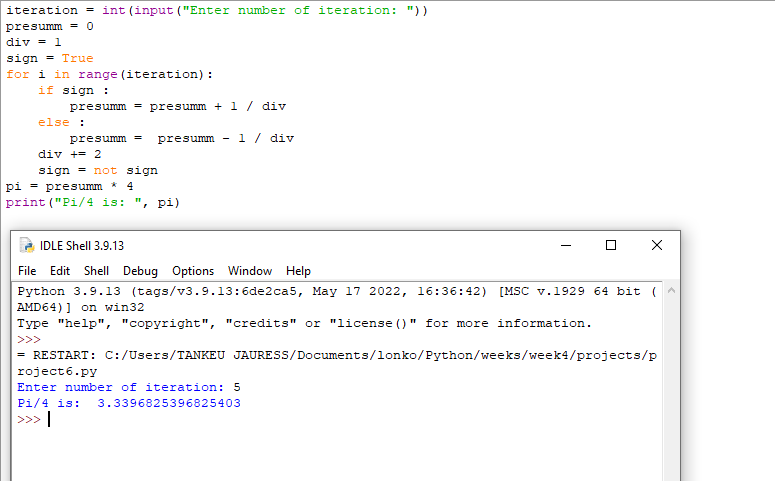 iteration = int(input("Enter number of iteration: "))
presumm = 0
div = 1
sign = True
for i in range(iteration):
    if sign :
        presumm = presumm + 1 / div
    else :
        presumm =  presumm - 1 / div
    div += 2
    sign = not sign
pi = presumm * 4
print("Pi/4 is: ", pi)
IDLE Shell 3.9.13
File Edit Shell Debug Options Window Help
Python 3.9.13 (tags/v3.9.13:6de2ca5, May 17 2022, 16:36:42) [MSC v.1929 64 bit (
AMD64)] on win32
Type "help", "copyright", "credits" or "license()" for more information.
>>>
= RESTART: C:/Users/TANKEU JAURESS/Documents/lonko/Python/weeks/week4/projects/p
roject6.py
Enter number of iteration: 5
Pi/4 is:  3.3396825396825403
>>>